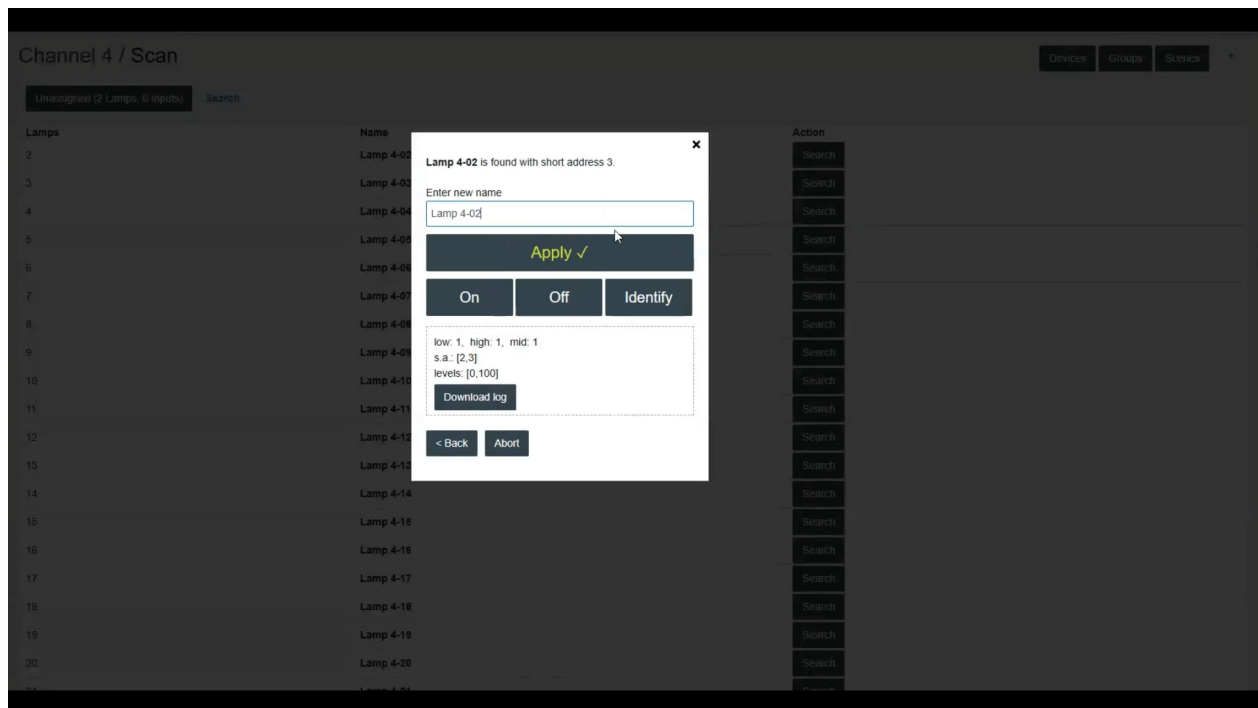 Channel 4 / Scan
Devices Groups Scenes
Unassigned (2 Lamps, 0 Inputs) Search
Lamps Name Action
2 Lamp 4-02 Search
3 Lamp 4-03 Search
4 Lamp 4-04 Search
5 Lamp 4-05 Search
6 Lamp 4-06 Search
7 Lamp 4-07 Search
8 Lamp 4-08 Search
9 Lamp 4-09 Search
10 Lamp 4-10 Search
11 Lamp 4-11 Search
12 Lamp 4-12 Search
13 Lamp 4-13 Search
14 Lamp 4-14 Search
15 Lamp 4-15 Search
16 Lamp 4-16 Search
17 Lamp 4-17 Search
18 Lamp 4-18 Search
19 Lamp 4-19 Search
20 Lamp 4-20 Search
×
Lamp 4-02 is found with short address 3.
Enter new name
Lamp 4-02
Apply ✓
On Off Identify
low: 1, high: 1, mid: 1
s.a.: [2,3]
levels: [0,100]
Download log
< Back Abort